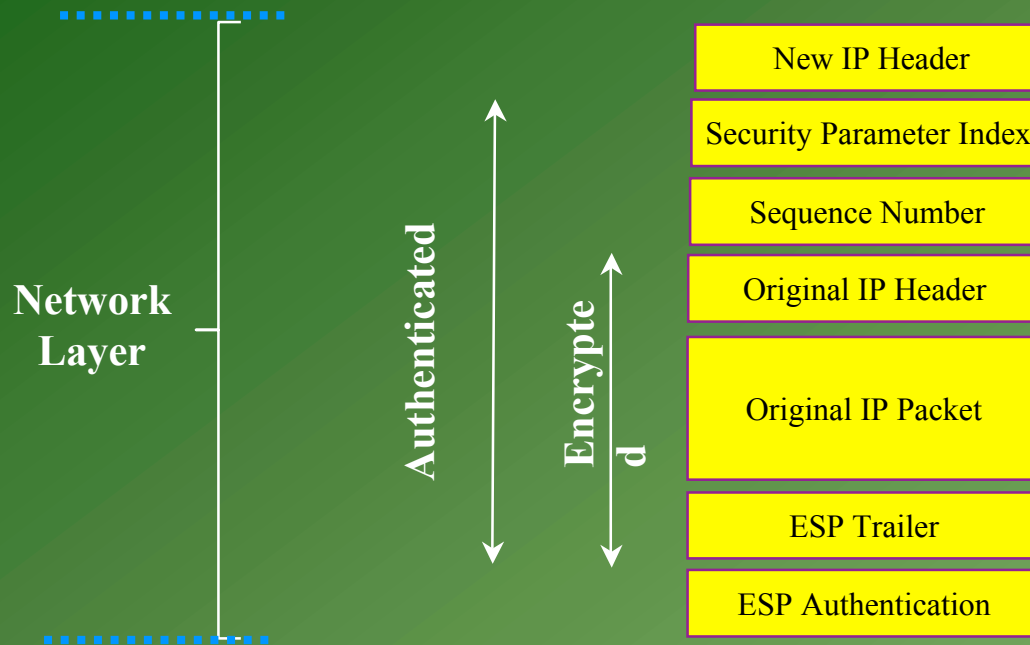 Network
Layer
Authenticated
Encrypte
d
New IP Header
Security Parameter Index
Sequence Number
Original IP Header
Original IP Packet
ESP Trailer
ESP Authentication